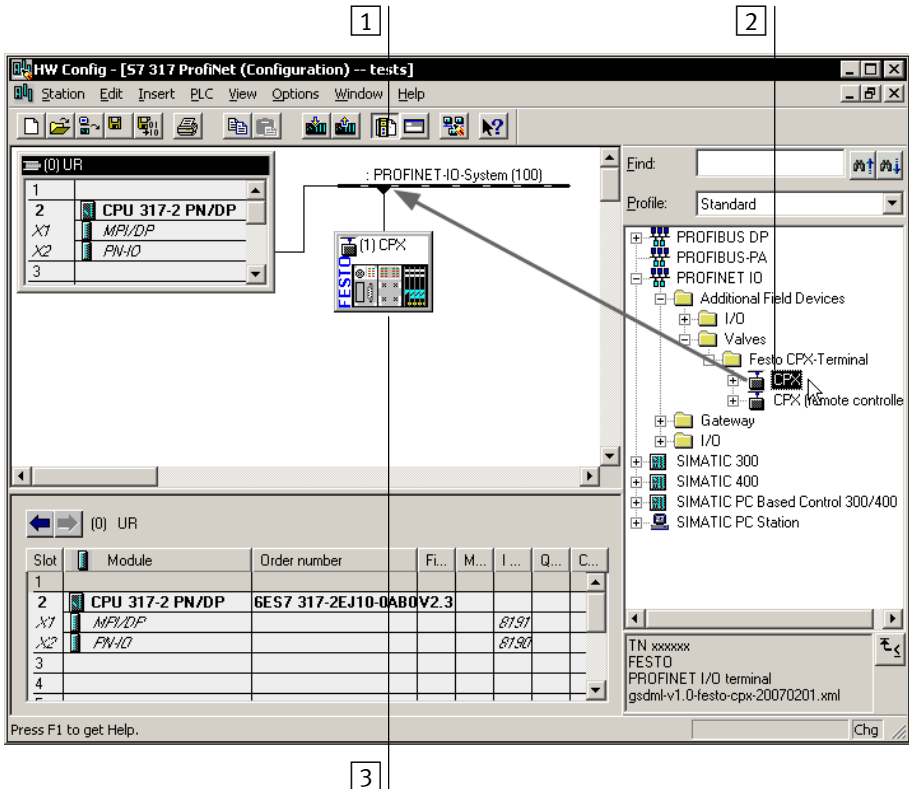 1
2
HW Config - [S7 317 ProfiNet (Configuration) -- tests]
Station Edit Insert PLC View Options Window Help
(0) UR
1
2 CPU 317-2 PN/DP
X1 MPI/DP
X2 PN-IO
3
: PROFINET-IO-System (100)
(1) CPX
FESTO
Find:
Profile: Standard
PROFIBUS DP
PROFIBUS-PA
PROFINET IO
Additional Field Devices
I/O
Valves
Festo CPX-Terminal
CPX
CPX (remote controlle
Gateway
I/O
SIMATIC 300
SIMATIC 400
SIMATIC PC Based Control 300/400
SIMATIC PC Station
(0) UR
Slot Module Order number Fi... M... I ... Q... C...
1
2 CPU 317-2 PN/DP 6ES7 317-2EJ10-0AB0 V2.3
X1 MPI/DP 8191
X2 PN-IO 8190
3
4
TN xxxxxx
FESTO
PROFINET I/O terminal
gsdml-v1.0-festo-cpx-20070201.xml
Press F1 to get Help.
Chg
3